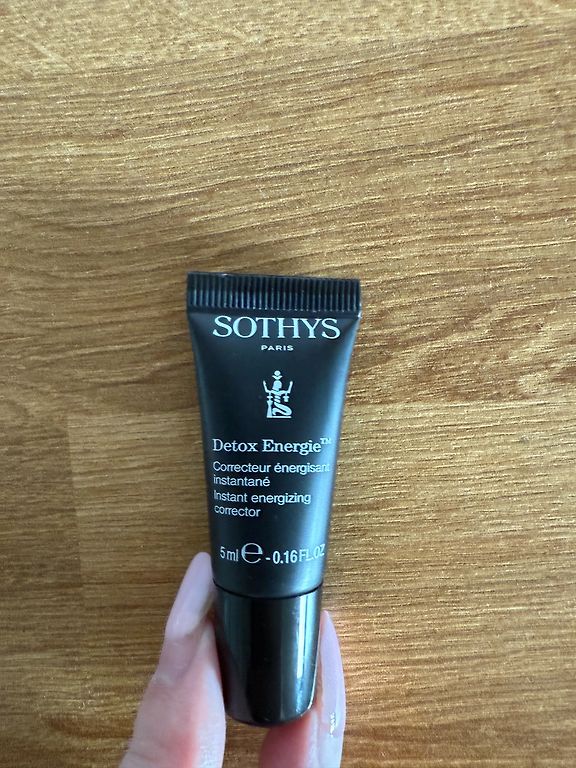 SOTHYS
PARIS
Detox Energie™
Correcteur énergisant
instantané
Instant energizing
corrector
5 ml ℮ - 0.16 FL.OZ